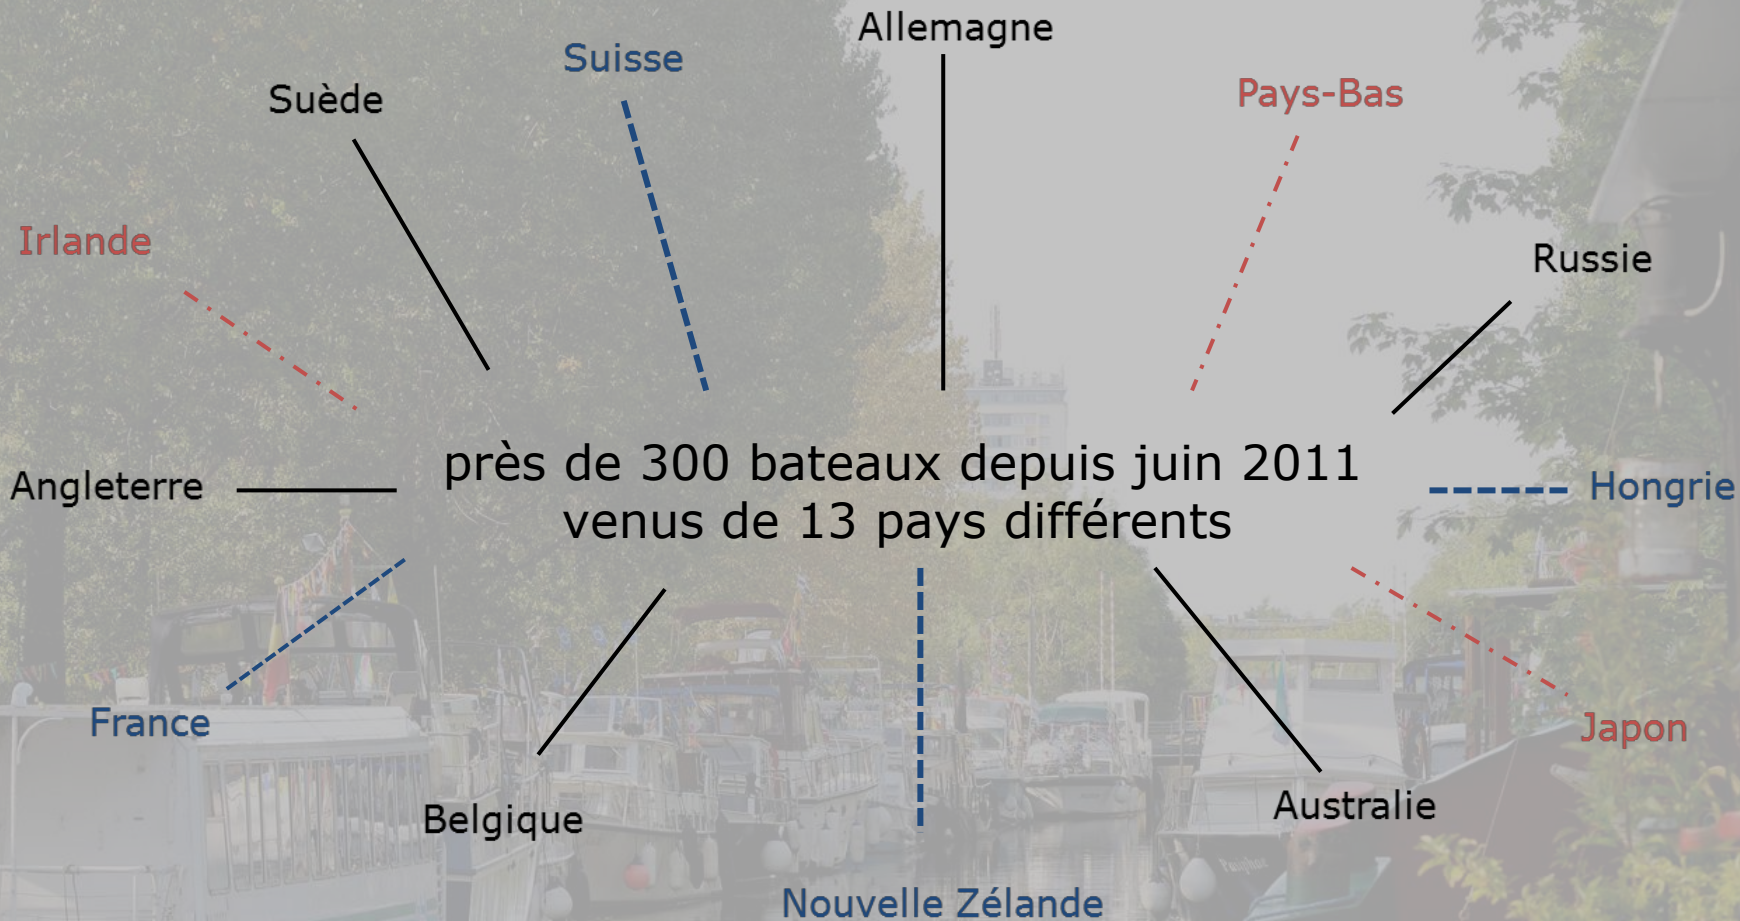 Allemagne
Suisse
Suède
Pays-Bas
Irlande
Russie
près de 300 bateaux depuis juin 2011
Angleterre
Hongrie
venus de 13 pays différents
France
Japon
Belgique
Australie
Nouvelle Zélande